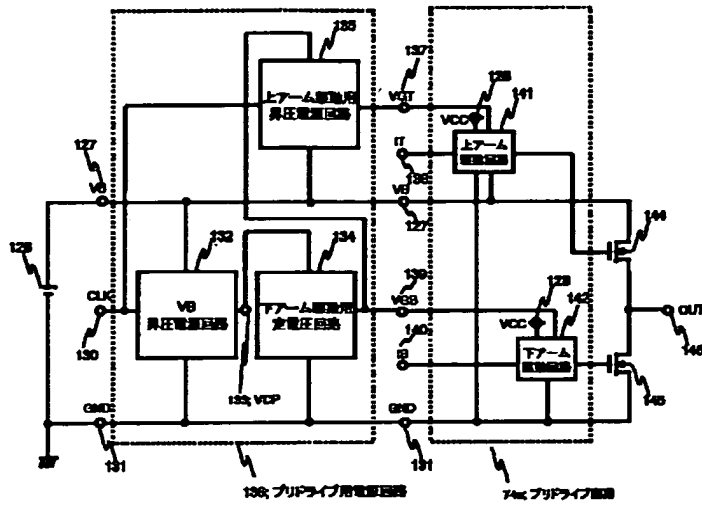 135
137
128
141
上アーム駆動用
昇圧電源回路
VGT
VCC
上アーム
駆動回路
IT
138
127
VB
VB
127
126
132
134
144
139
129
142
CLK
VB
昇圧電源回路
下アーム駆動用
定電圧回路
VGB
VCC
OUT
130
140
下アーム
駆動回路
146
IB
133; VCP
145
GND
GND
131
131
136; プリドライブ用電源回路
74a; プリドライブ回路